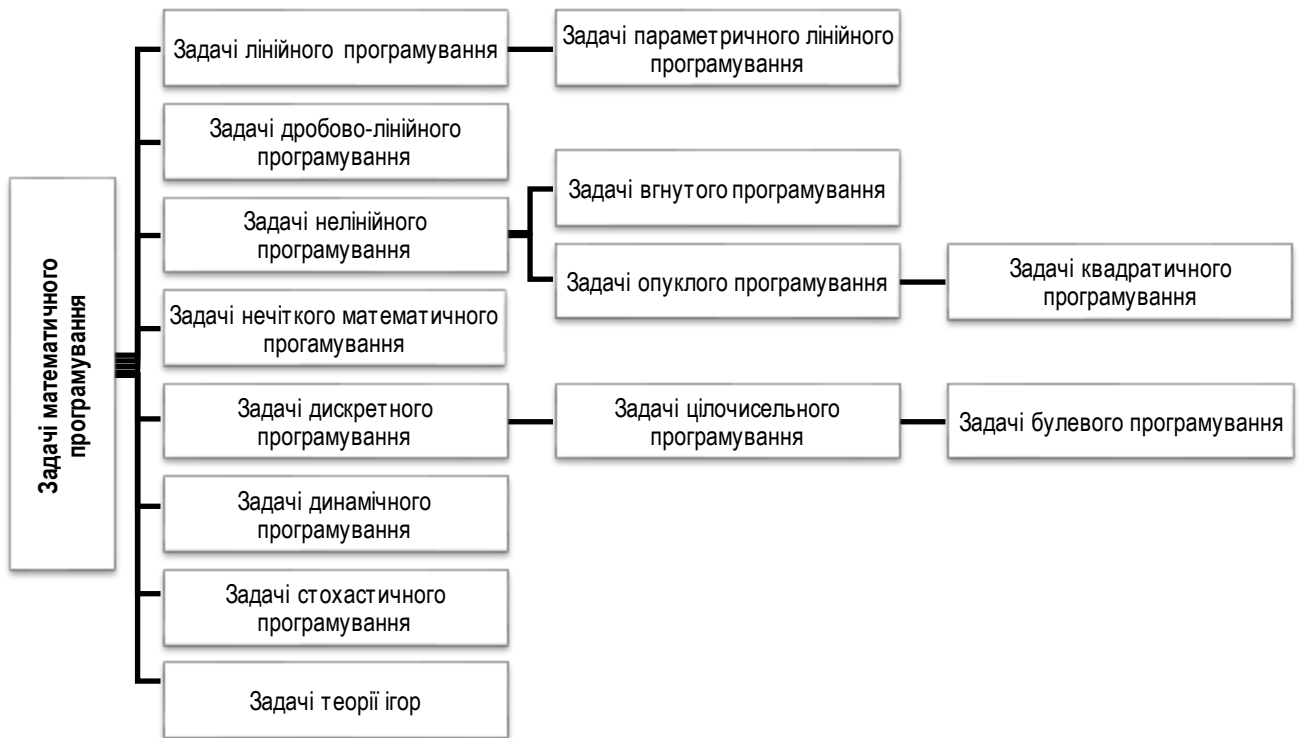 Задачі математичного
програмування
Задачі лінійного програмування
Задачі параметричного лінійного
програмування
Задачі дробово-лінійного
програмування
Задачі нелінійного
програмування
Задачі вгнутого програмування
Задачі опуклого програмування
Задачі квадратичного
програмування
Задачі нечіткого математичного
прогамування
Задачі дискретного
програмування
Задачі цілочисельного
програмування
Задачі булевого програмування
Задачі динамічного
програмування
Задачі стохастичного
програмування
Задачі теорії ігор